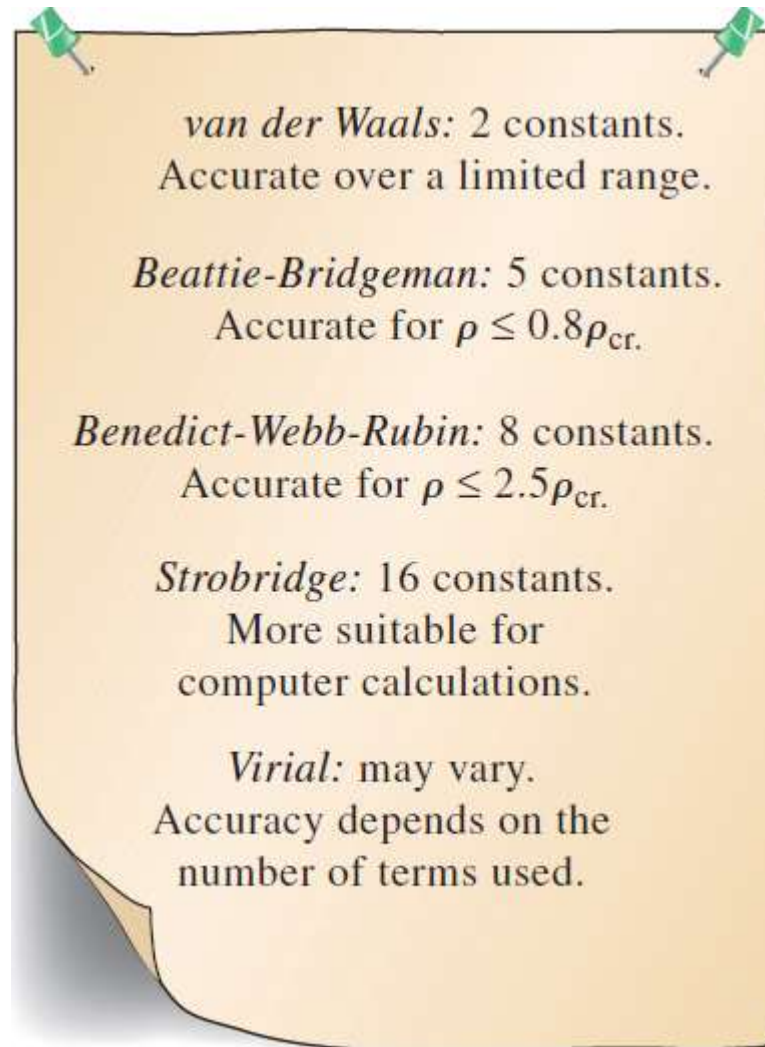 van der Waals: 2 constants.
Accurate over a limited range.
Beattie-Bridgeman: 5 constants.
Accurate for ρ ≤ 0.8ρcr.
Benedict-Webb-Rubin: 8 constants.
Accurate for ρ ≤ 2.5ρcr.
Strobridge: 16 constants.
More suitable for
computer calculations.
Virial: may vary.
Accuracy depends on the
number of terms used.